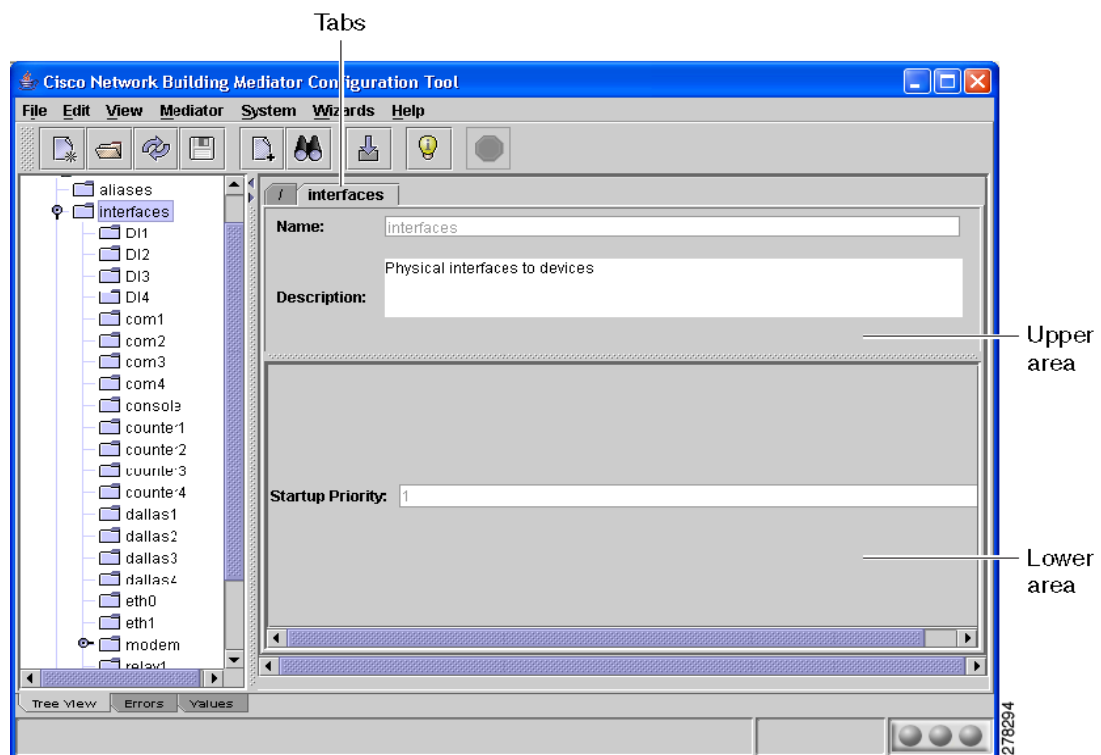 Tabs
Cisco Network Building Mediator Configuration Tool
File Edit View Mediator System Wizards Help
aliases
interfaces
DI1
DI2
DI3
DI4
com1
com2
com3
com4
console
counter1
counter2
counter3
counter4
dallas1
dallas2
dallas3
dallas4
eth0
eth1
modem
relay1
/ interfaces
Name: interfaces
Physical interfaces to devices
Description:
Upper
area
Startup Priority: 1
Lower
area
Tree View Errors Values
278294